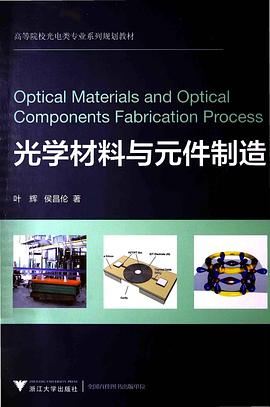 高等院校光电类专业系列规划教材
Optical Materials and Optical
Components Fabrication Process
光学材料与元件制造
叶 辉 侯昌伦 著
ZHEJIANG UNIVERSITY PRESS
浙江大学出版社
全国百佳图书出版单位